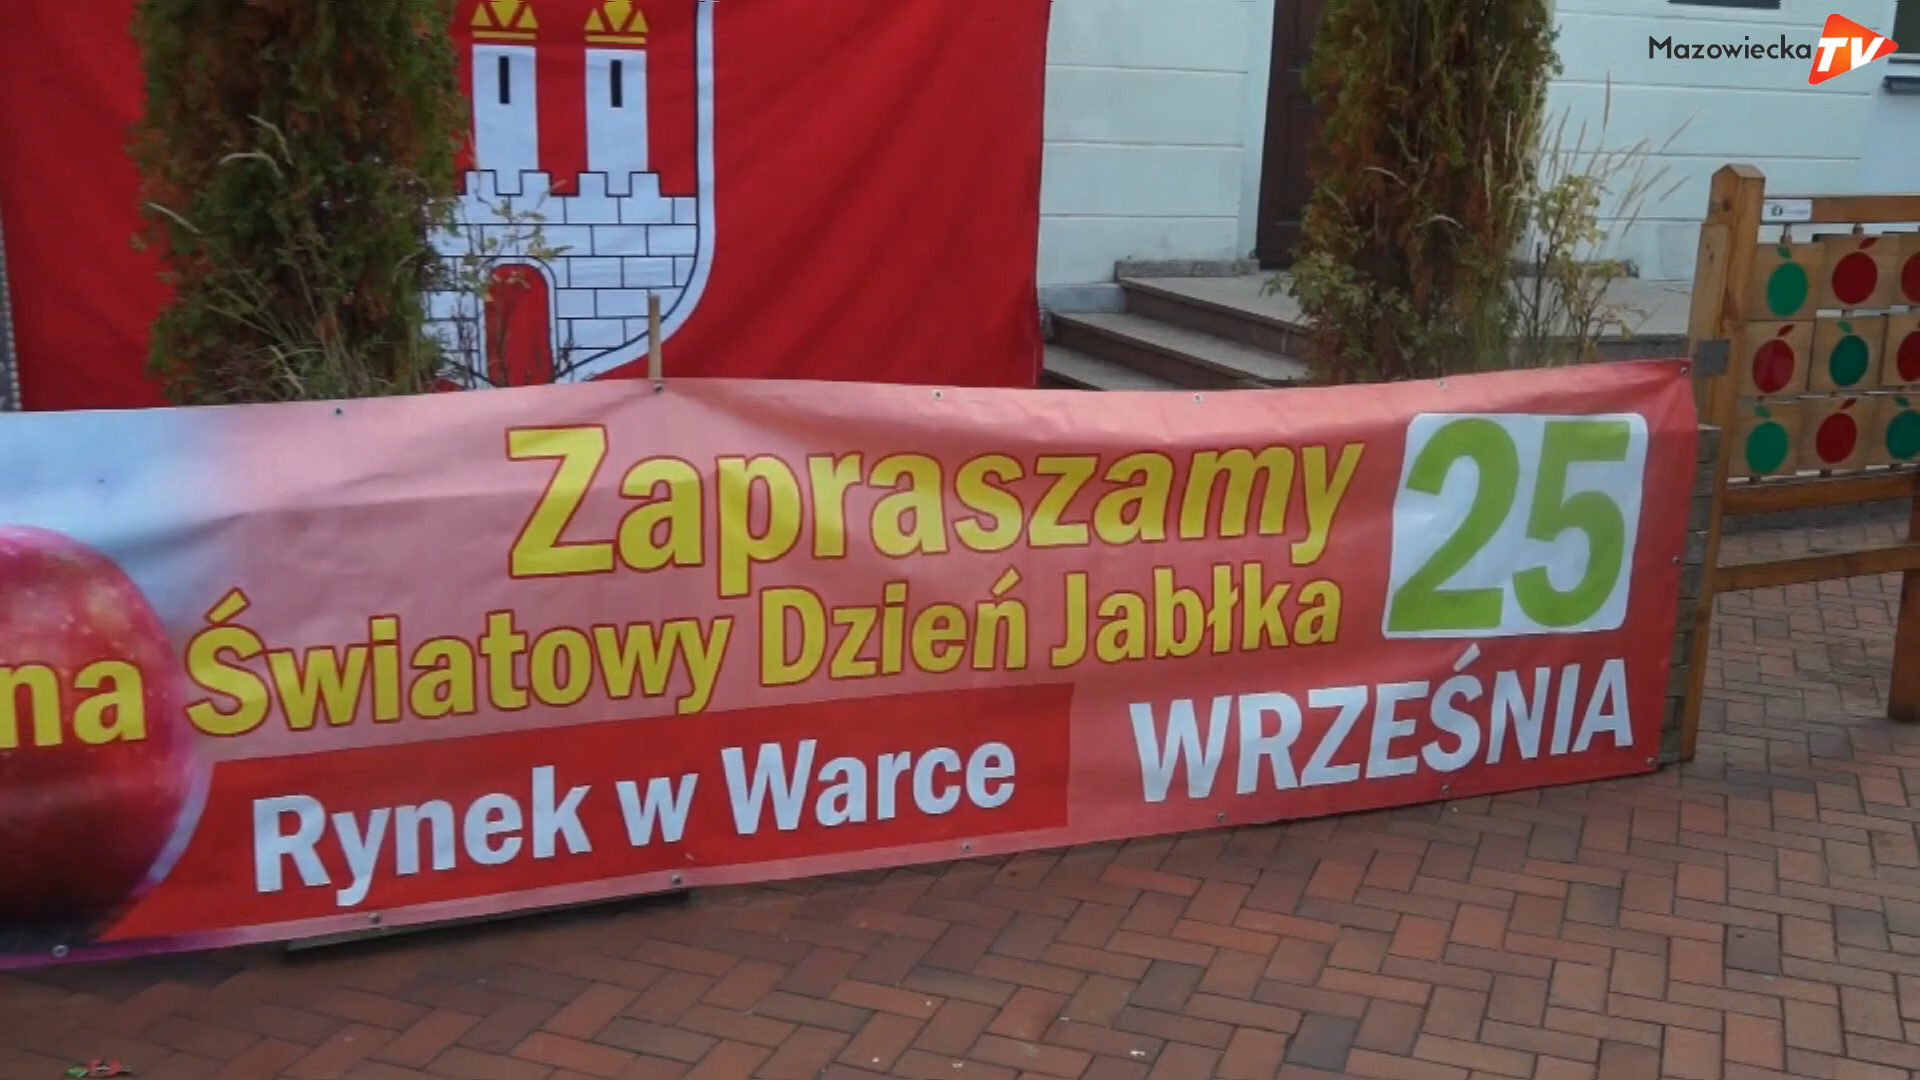 Mazowiecka TV
Zapraszamy
na Światowy Dzień Jabłka
25
WRZEŚNIA
Rynek w Warce